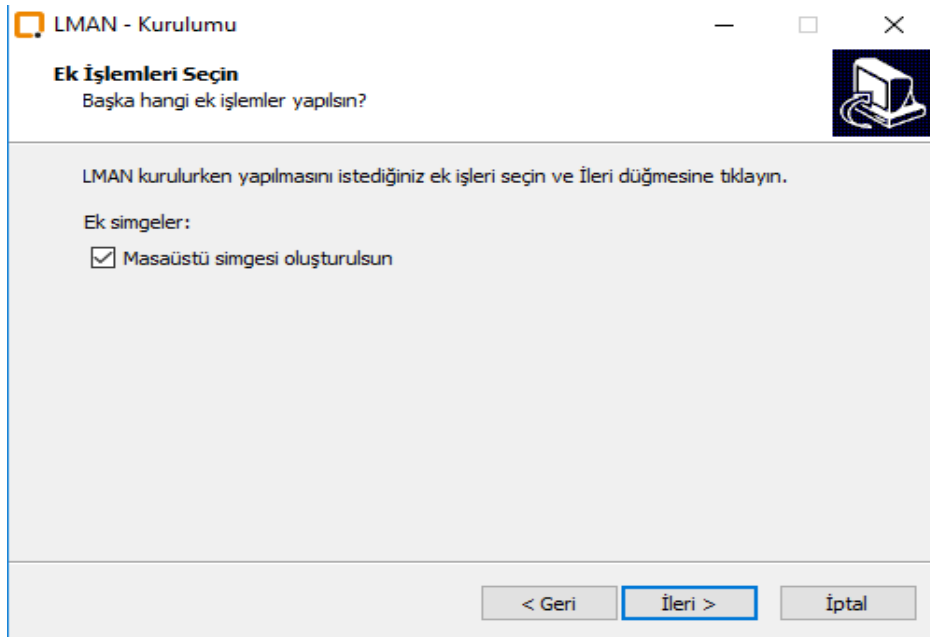 LMAN - Kurulumu
Ek İşlemleri Seçin
Başka hangi ek işlemler yapılsın?
LMAN kurulurken yapılmasını istediğiniz ek işleri seçin ve İleri düğmesine tıklayın.
Ek simgeler:
Masaüstü simgesi oluşturulsun
< Geri
İleri >
İptal